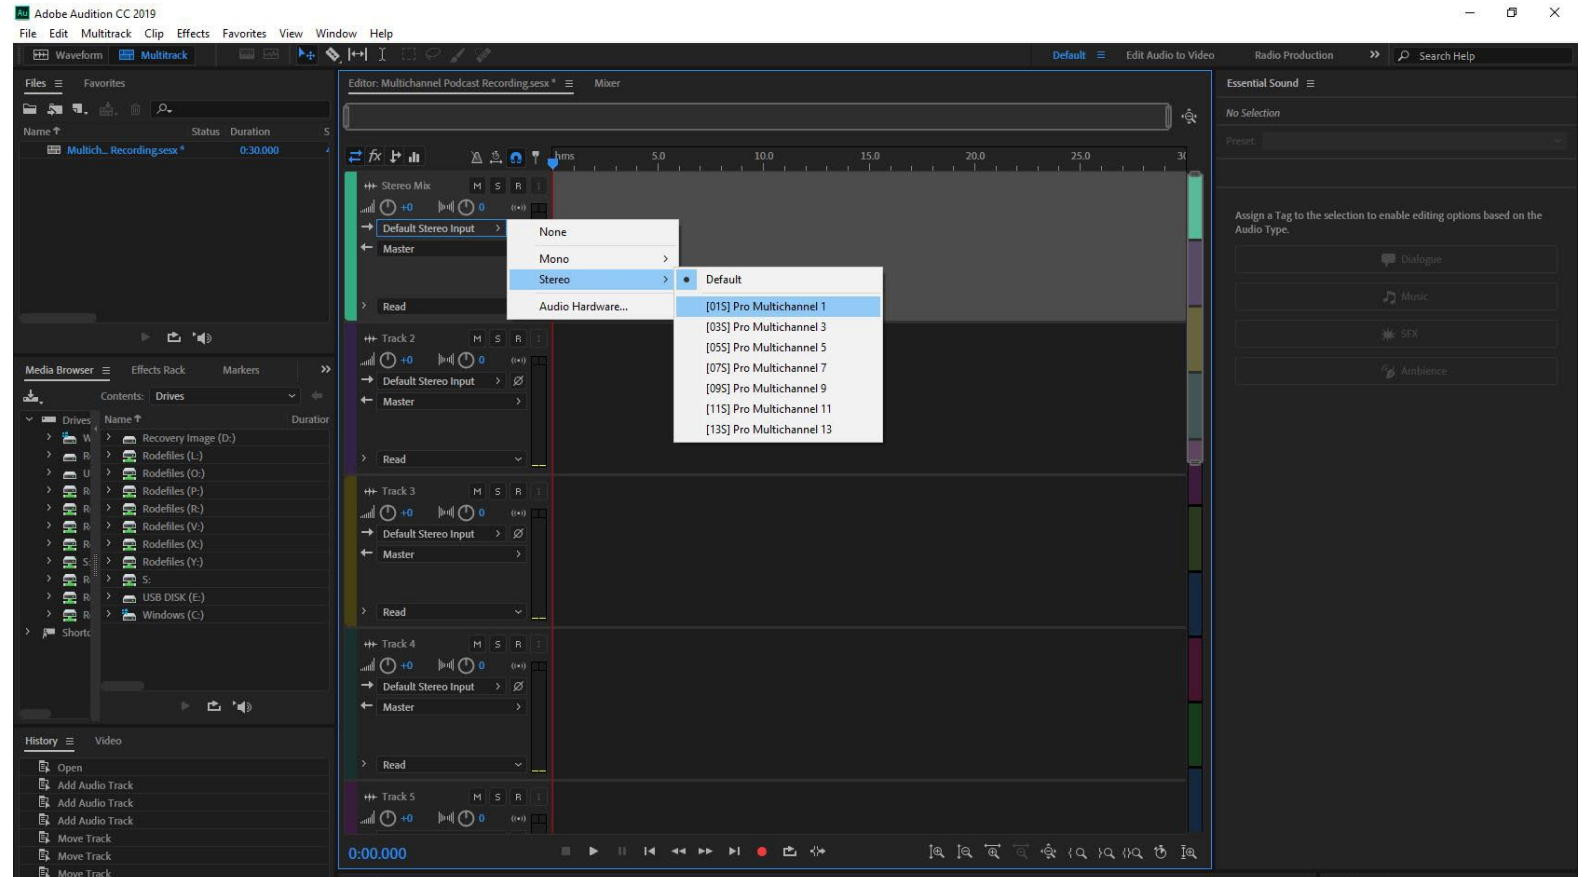 Au Adobe Audition CC 2019
File Edit Multitrack Clip Effects Favorites View Window Help
Waveform Multitrack Default Edit Audio to Video Radio Production Search Help
Files Favorites
Name Status Duration S
Multich... Recording.sesx * 0:30.000
Media Browser Effects Rack Markers
Contents: Drives
Drives Name Duration
W Recovery Image (D:)
R Rodefiles (L:)
U Rodefiles (O:)
R Rodefiles (P:)
R Rodefiles (R:)
R Rodefiles (V:)
R Rodefiles (X:)
S: Rodefiles (Y:)
R S:
R USB DISK (E:)
R Windows (C:)
Shortc
History Video
Open
Add Audio Track
Add Audio Track
Add Audio Track
Move Track
Move Track
Move Track
Editor: Multichannel Podcast Recording.sesx * Mixer
fx hms 5.0 10.0 15.0 20.0 25.0 30
Stereo Mix M S R I
+0 0
Default Stereo Input
Master
Read
None
Mono
Stereo
Audio Hardware...
Default
[01S] Pro Multichannel 1
[03S] Pro Multichannel 3
[05S] Pro Multichannel 5
[07S] Pro Multichannel 7
[09S] Pro Multichannel 9
[11S] Pro Multichannel 11
[13S] Pro Multichannel 13
Track 2 M S R I
+0 0
Default Stereo Input
Master
Read
Track 3 M S R I
+0 0
Default Stereo Input
Master
Read
Track 4 M S R I
+0 0
Default Stereo Input
Master
Read
Track 5 M S R I
+0 0
0:00.000
Essential Sound
No Selection
Preset:
Assign a Tag to the selection to enable editing options based on the
Audio Type.
Dialogue
Music
SFX
Ambience